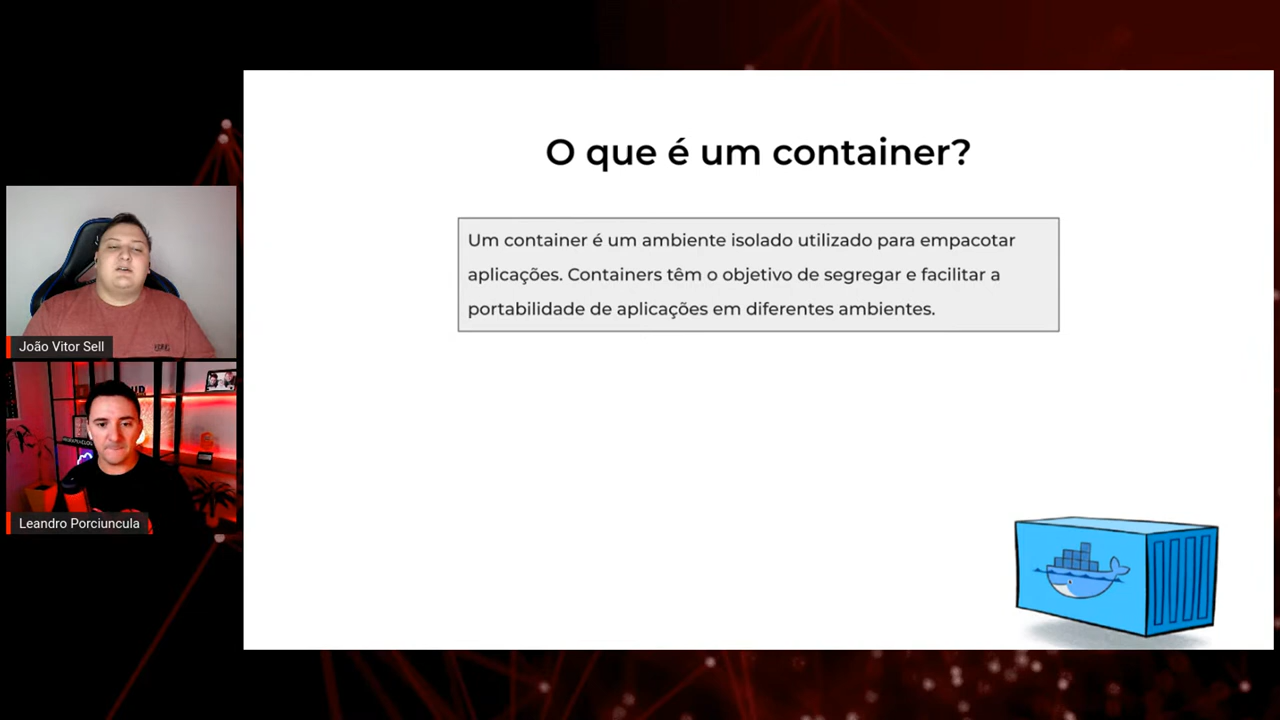 O que é um container?
Um container é um ambiente isolado utilizado para empacotar
aplicações. Containers têm o objetivo de segregar e facilitar a
portabilidade de aplicações em diferentes ambientes.
João Vitor Sell
Leandro Porciuncula